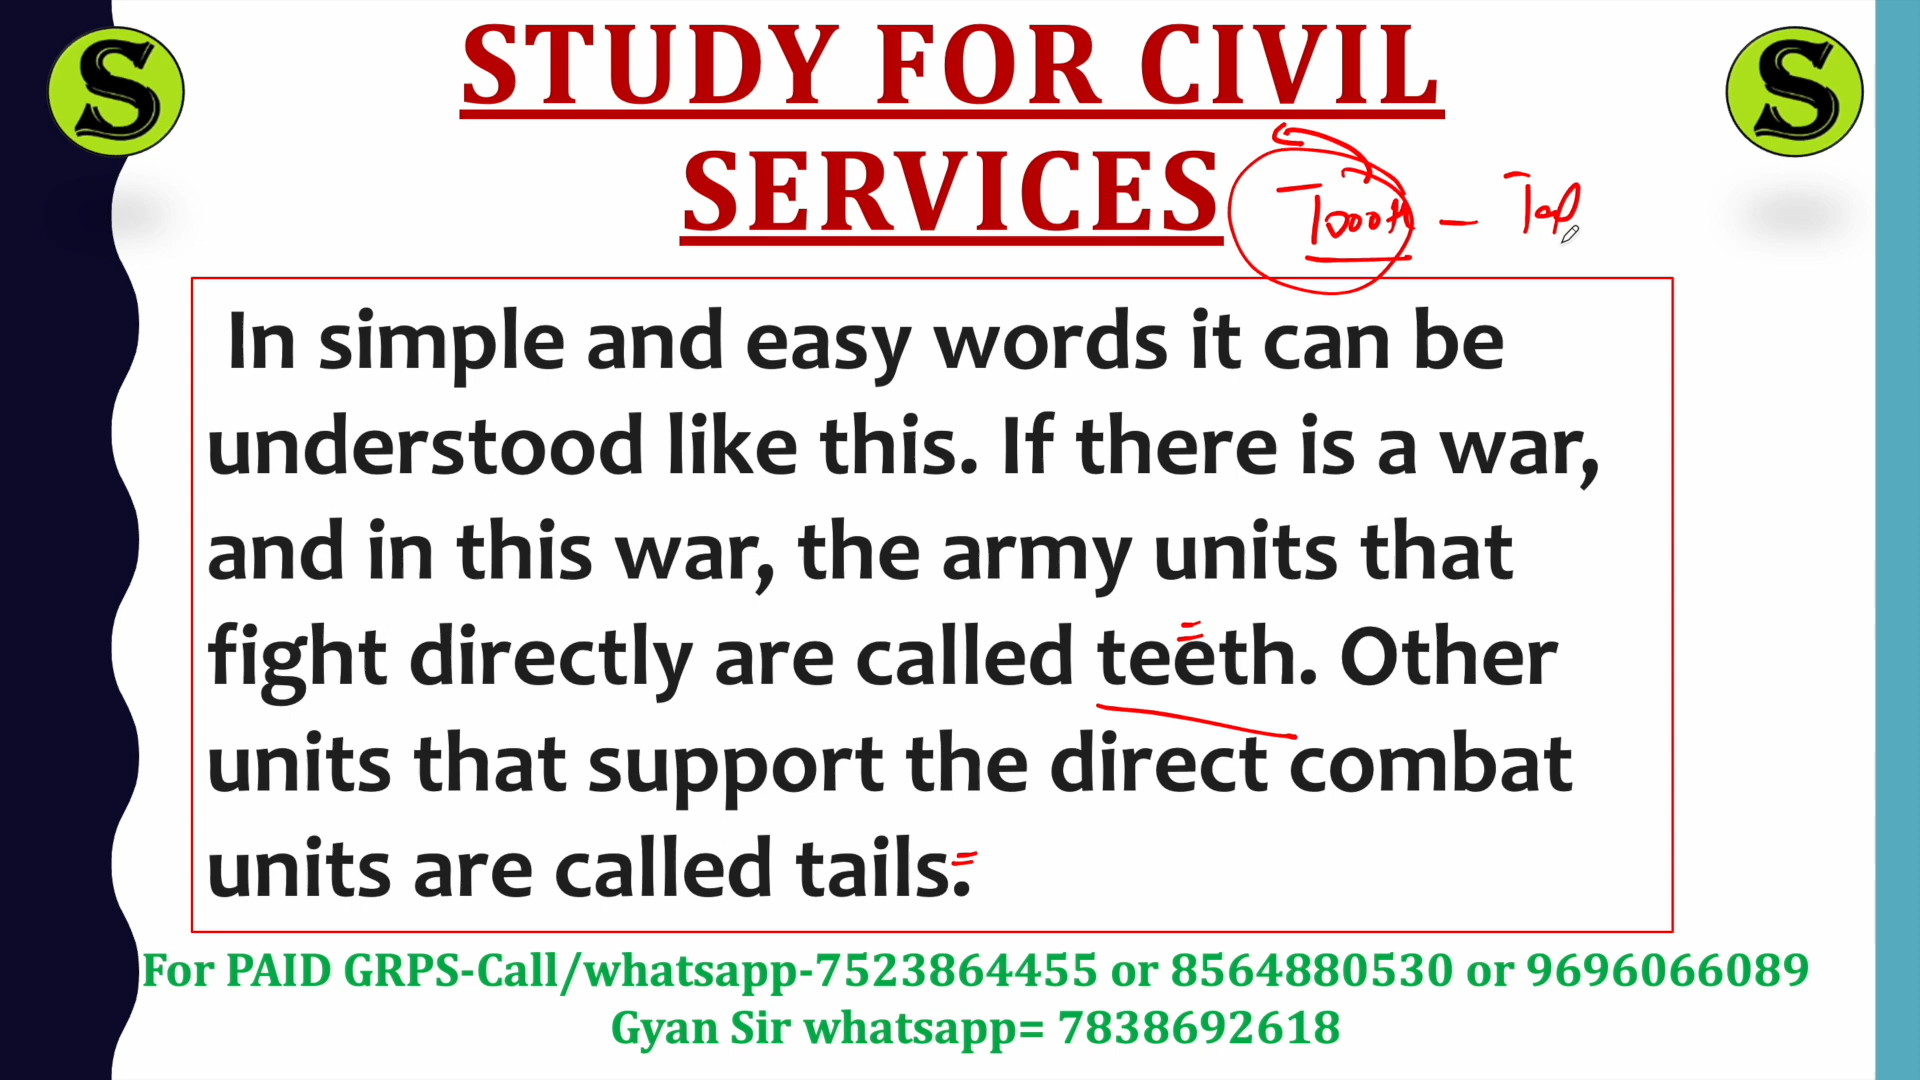 S
STUDY FOR CIVIL
S
SERVICES
Tooth -
In simple and easy words it can be
understood like this. If there is a war,
and in this war, the army units that
fight directly are called teeth. Other
units that support the direct combat
units are called tails.
For PAID GRPS-Call/whatsapp-7523864455 or 8564880530 or 9696066089
Gyan Sir whatsapp= 7838692618